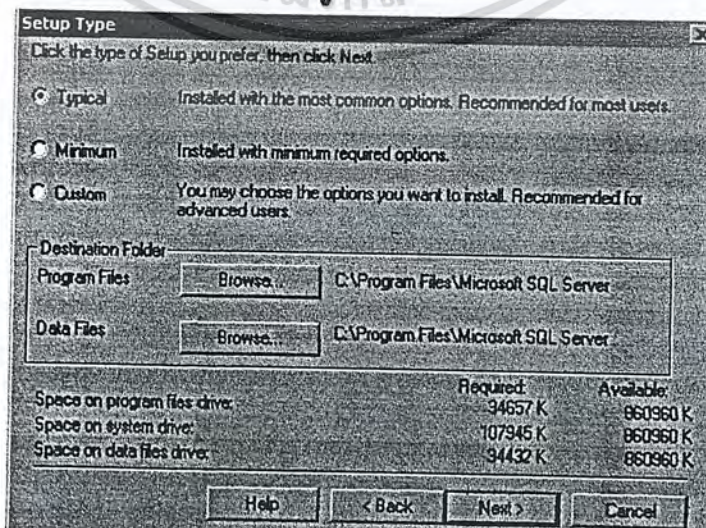 Setup Type
Click the type of Setup you prefer, then click Next.
Typical Installed with the most common options. Recommended for most users.
Minimum Installed with minimum required options.
Custom You may choose the options you want to install. Recommended for
advanced users.
Destination Folder
Program Files Browse... C:\Program Files\Microsoft SQL Server
Data Files Browse... C:\Program Files\Microsoft SQL Server
Required: Available:
Space on program files drive: 34657 K 860960 K
Space on system drive: 107945 K 860960 K
Space on data files drive: 94432 K 860960 K
Help < Back Next > Cancel